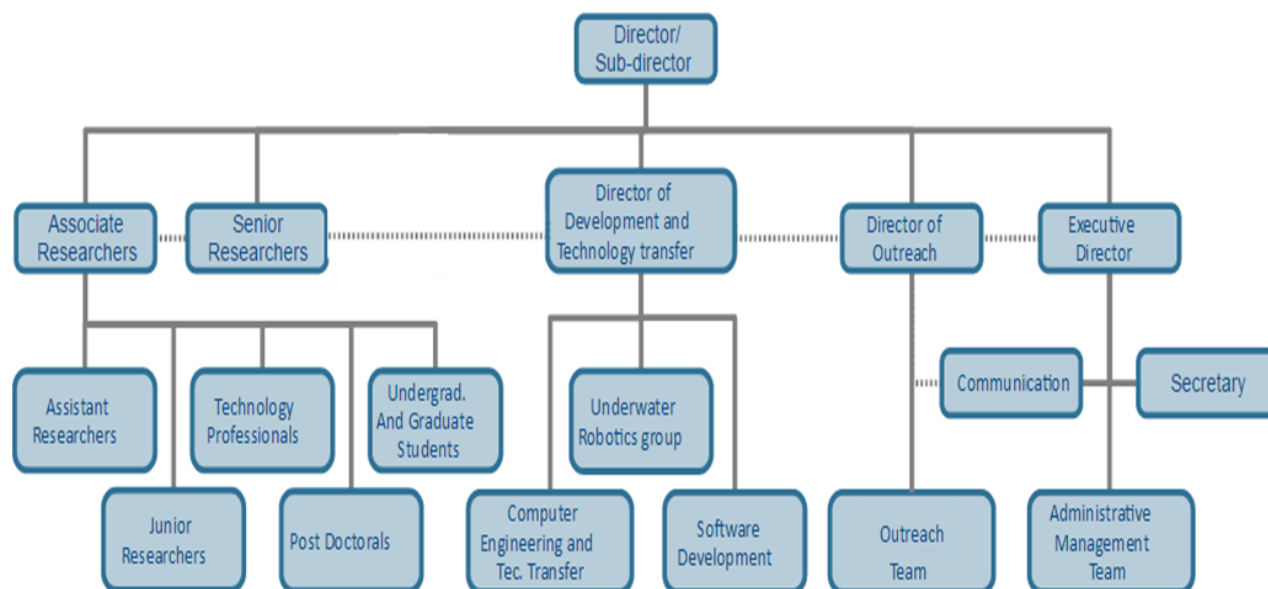 Director/
Sub-director
Associate
Researchers
Senior
Researchers
Director of
Development and
Technology transfer
Director of
Outreach
Executive
Director
Assistant
Researchers
Technology
Professionals
Undergrad.
And Graduate
Students
Underwater
Robotics group
Communication
Secretary
Junior
Researchers
Post Doctorals
Computer
Engineering and
Tec. Transfer
Software
Development
Outreach
Team
Administrative
Management
Team